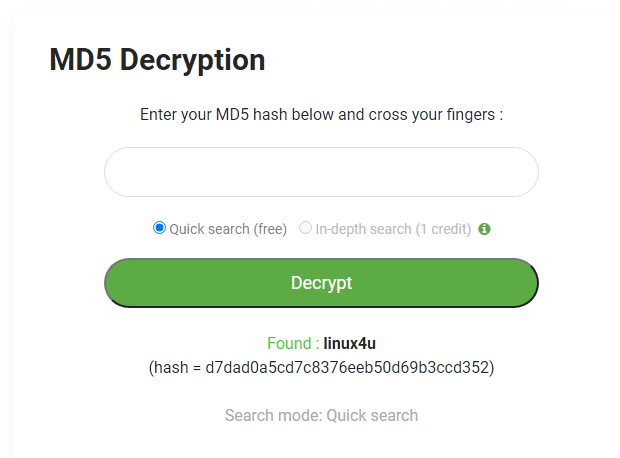 MD5 Decryption
Enter your MD5 hash below and cross your fingers :
Quick search (free) In-depth search (1 credit)
Decrypt
Found : linux4u
(hash = d7dad0a5cd7c8376eeb50d69b3ccd352)
Search mode: Quick search